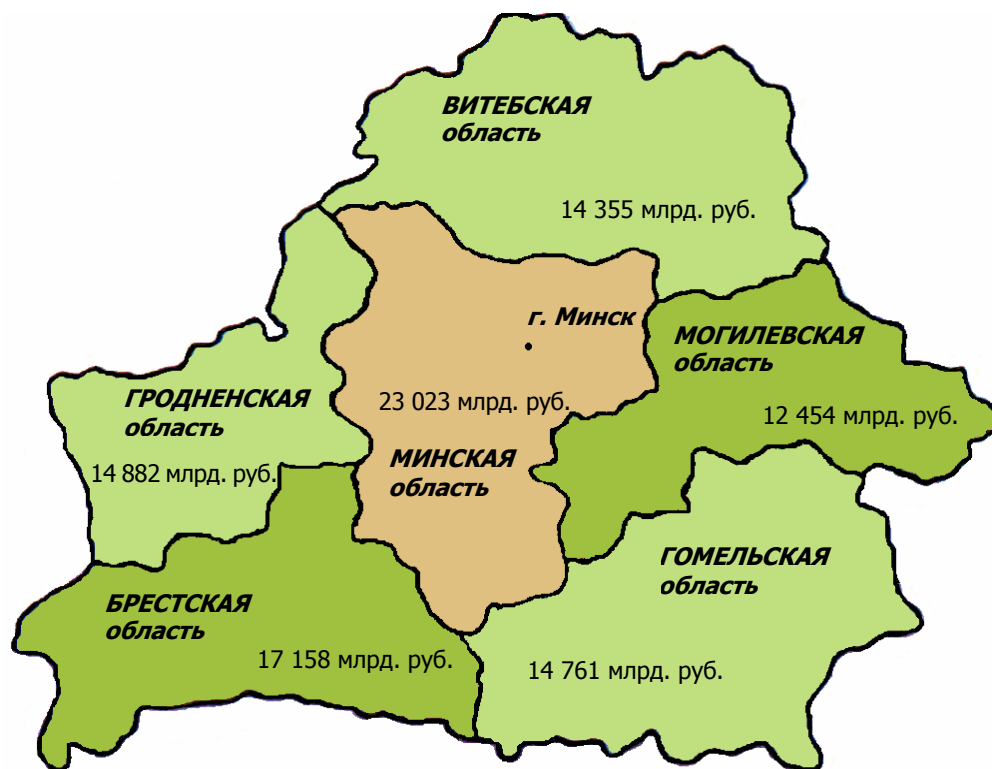 ВИТЕБСКАЯ
область
14 355 млрд. руб.
г. Минск
МОГИЛЕВСКАЯ
область
12 454 млрд. руб.
ГРОДНЕНСКАЯ
область
14 882 млрд. руб.
23 023 млрд. руб.
МИНСКАЯ
область
ГОМЕЛЬСКАЯ
область
14 761 млрд. руб.
БРЕСТСКАЯ
область
17 158 млрд. руб.